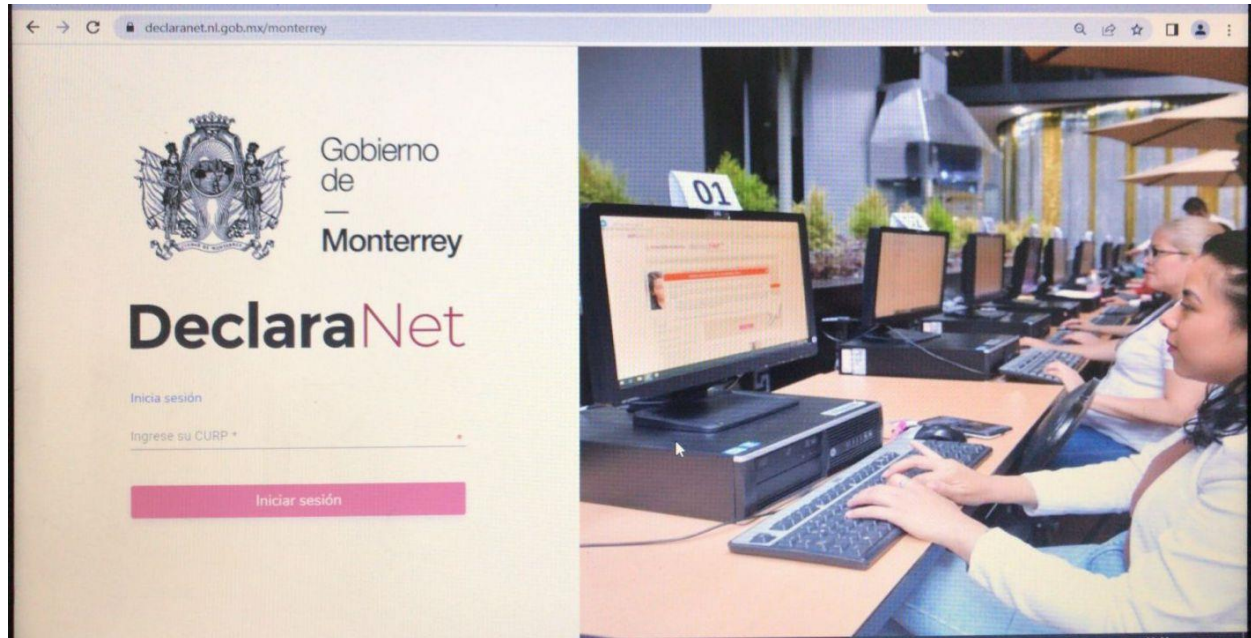 declaranet.nl.gob.mx/monterrey
Gobierno
de
Monterrey
DeclaraNet
Inicia sesión
Ingrese su CURP *
Iniciar sesión
01